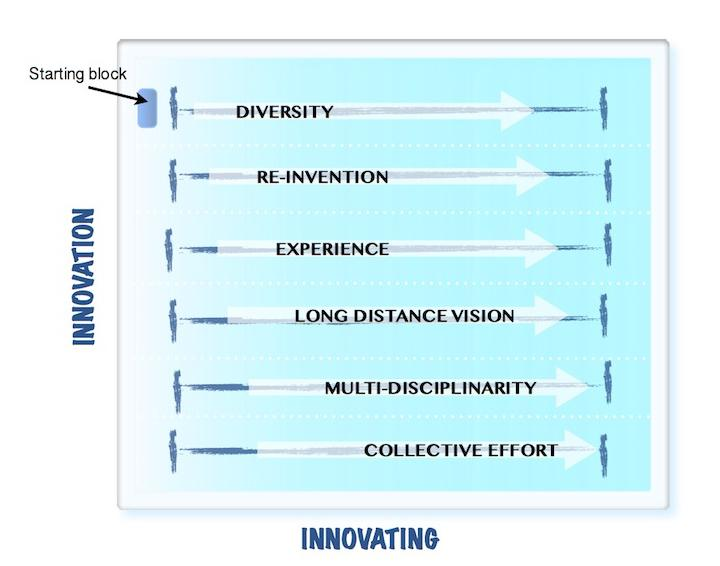 Starting block
DIVERSITY
RE-INVENTION
EXPERIENCE
LONG DISTANCE VISION
MULTI-DISCIPLINARITY
COLLECTIVE EFFORT
INNOVATION
INNOVATING